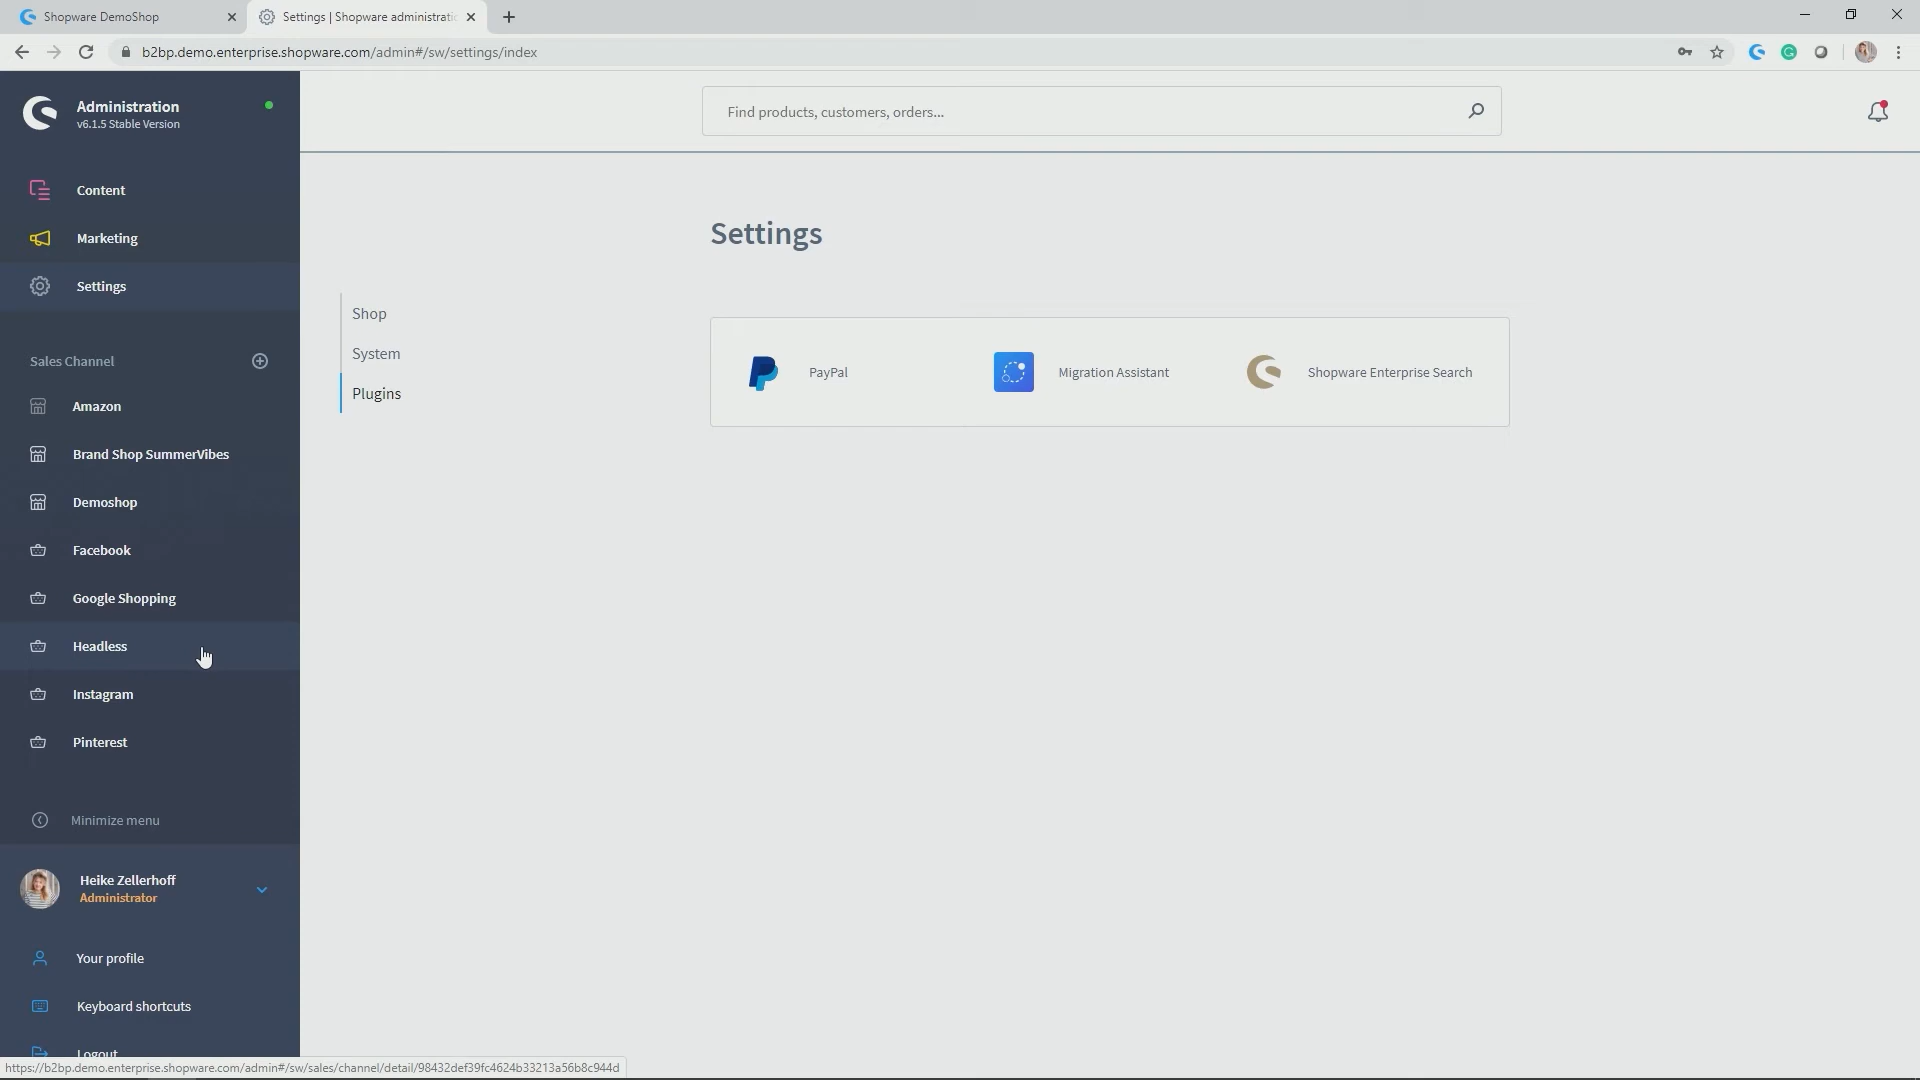 Shopware DemoShop
Settings | Shopware administratio
b2bp.demo.enterprise.shopware.com/admin#/sw/settings/index
Administration
v6.1.5 Stable Version
Find products, customers, orders...
Content
Marketing
Settings
Settings
Shop
System
Plugins
PayPal
Migration Assistant
Shopware Enterprise Search
Sales Channel
Amazon
Brand Shop SummerVibes
Demoshop
Facebook
Google Shopping
Headless
Instagram
Pinterest
Minimize menu
Heike Zellerhoff
Administrator
Your profile
Keyboard shortcuts
Logout
https://b2bp.demo.enterprise.shopware.com/admin#/sw/sales/channel/detail/98432def39fc4624b33213a56b8c944d